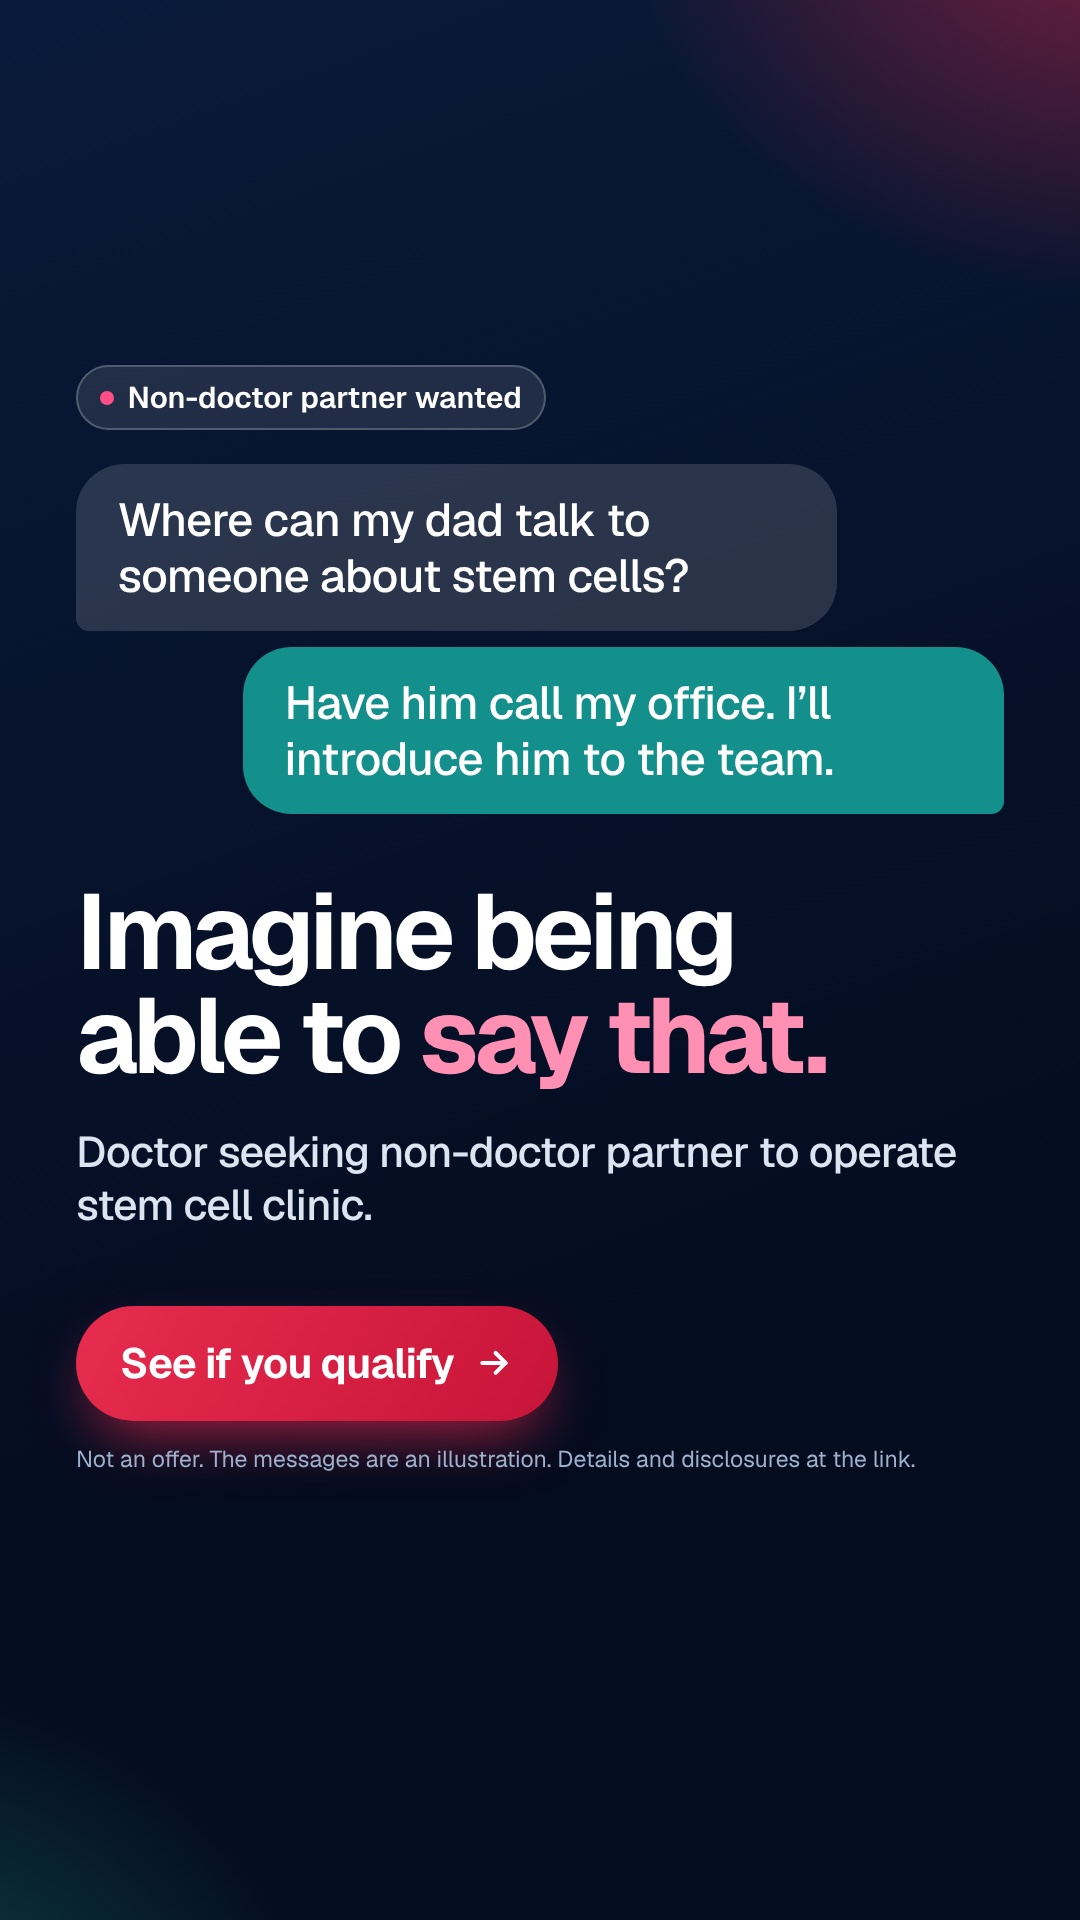 Non-doctor partner wanted
Where can my dad talk to
someone about stem cells?
Have him call my office. I’ll
introduce him to the team.
Imagine being
able to say that.
Doctor seeking non-doctor partner to operate
stem cell clinic.
See if you qualify →
Not an offer. The messages are an illustration. Details and disclosures at the link.